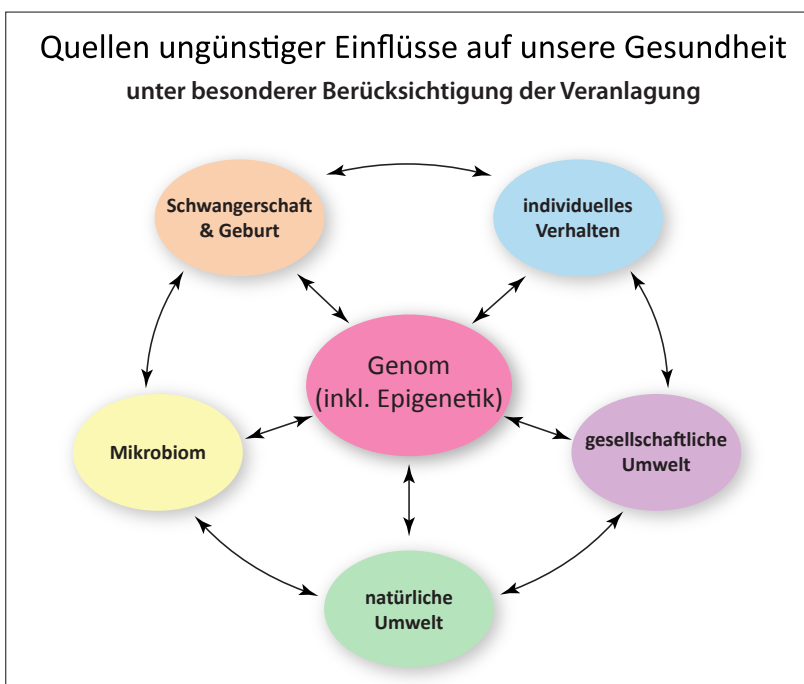 Quellen ungünstiger Einflüsse auf unsere Gesundheit
unter besonderer Berücksichtigung der Veranlagung
Schwangerschaft
& Geburt
individuelles
Verhalten
Genom
(inkl. Epigenetik)
Mikrobiom
gesellschaftliche
Umwelt
natürliche
Umwelt